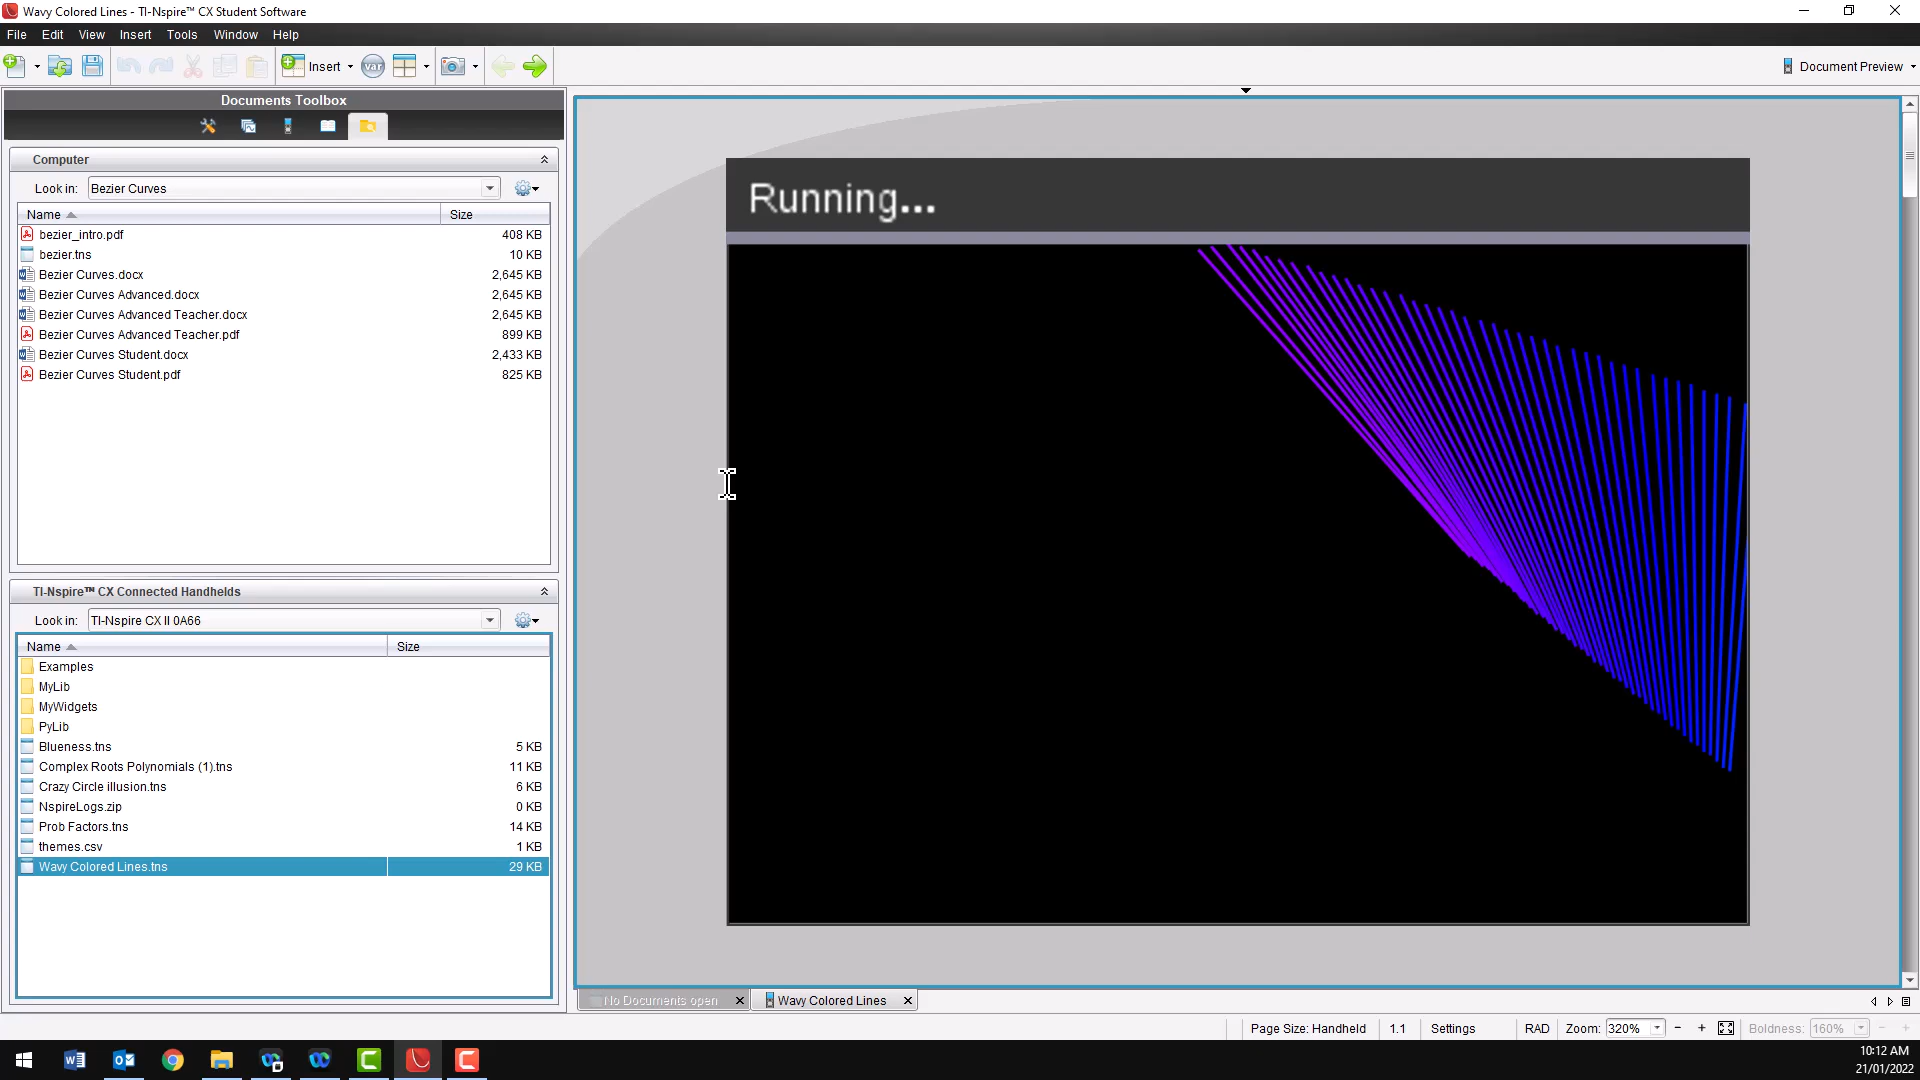 Wavy Colored Lines - TI-Nspire™ CX Student Software
File Edit View Insert Tools Window Help
Insert var Document Preview
Documents Toolbox
Computer
Look in: Bezier Curves
Name Size
bezier_intro.pdf 408 KB
bezier.tns 10 KB
Bezier Curves.docx 2,645 KB
Bezier Curves Advanced.docx 2,645 KB
Bezier Curves Advanced Teacher.docx 2,645 KB
Bezier Curves Advanced Teacher.pdf 899 KB
Bezier Curves Student.docx 2,433 KB
Bezier Curves Student.pdf 825 KB
TI-Nspire™ CX Connected Handhelds
Look in: TI-Nspire CX II 0A66
Name Size
Examples
MyLib
MyWidgets
PyLib
Blueness.tns 5 KB
Complex Roots Polynomials (1).tns 11 KB
Crazy Circle illusion.tns 6 KB
NspireLogs.zip 0 KB
Prob Factors.tns 14 KB
themes.csv 1 KB
Wavy Colored Lines.tns 29 KB
Running...
No Documents open Wavy Colored Lines
Page Size: Handheld 1.1 Settings RAD Zoom: 320% Boldness: 160%
10:12 AM
21/01/2022